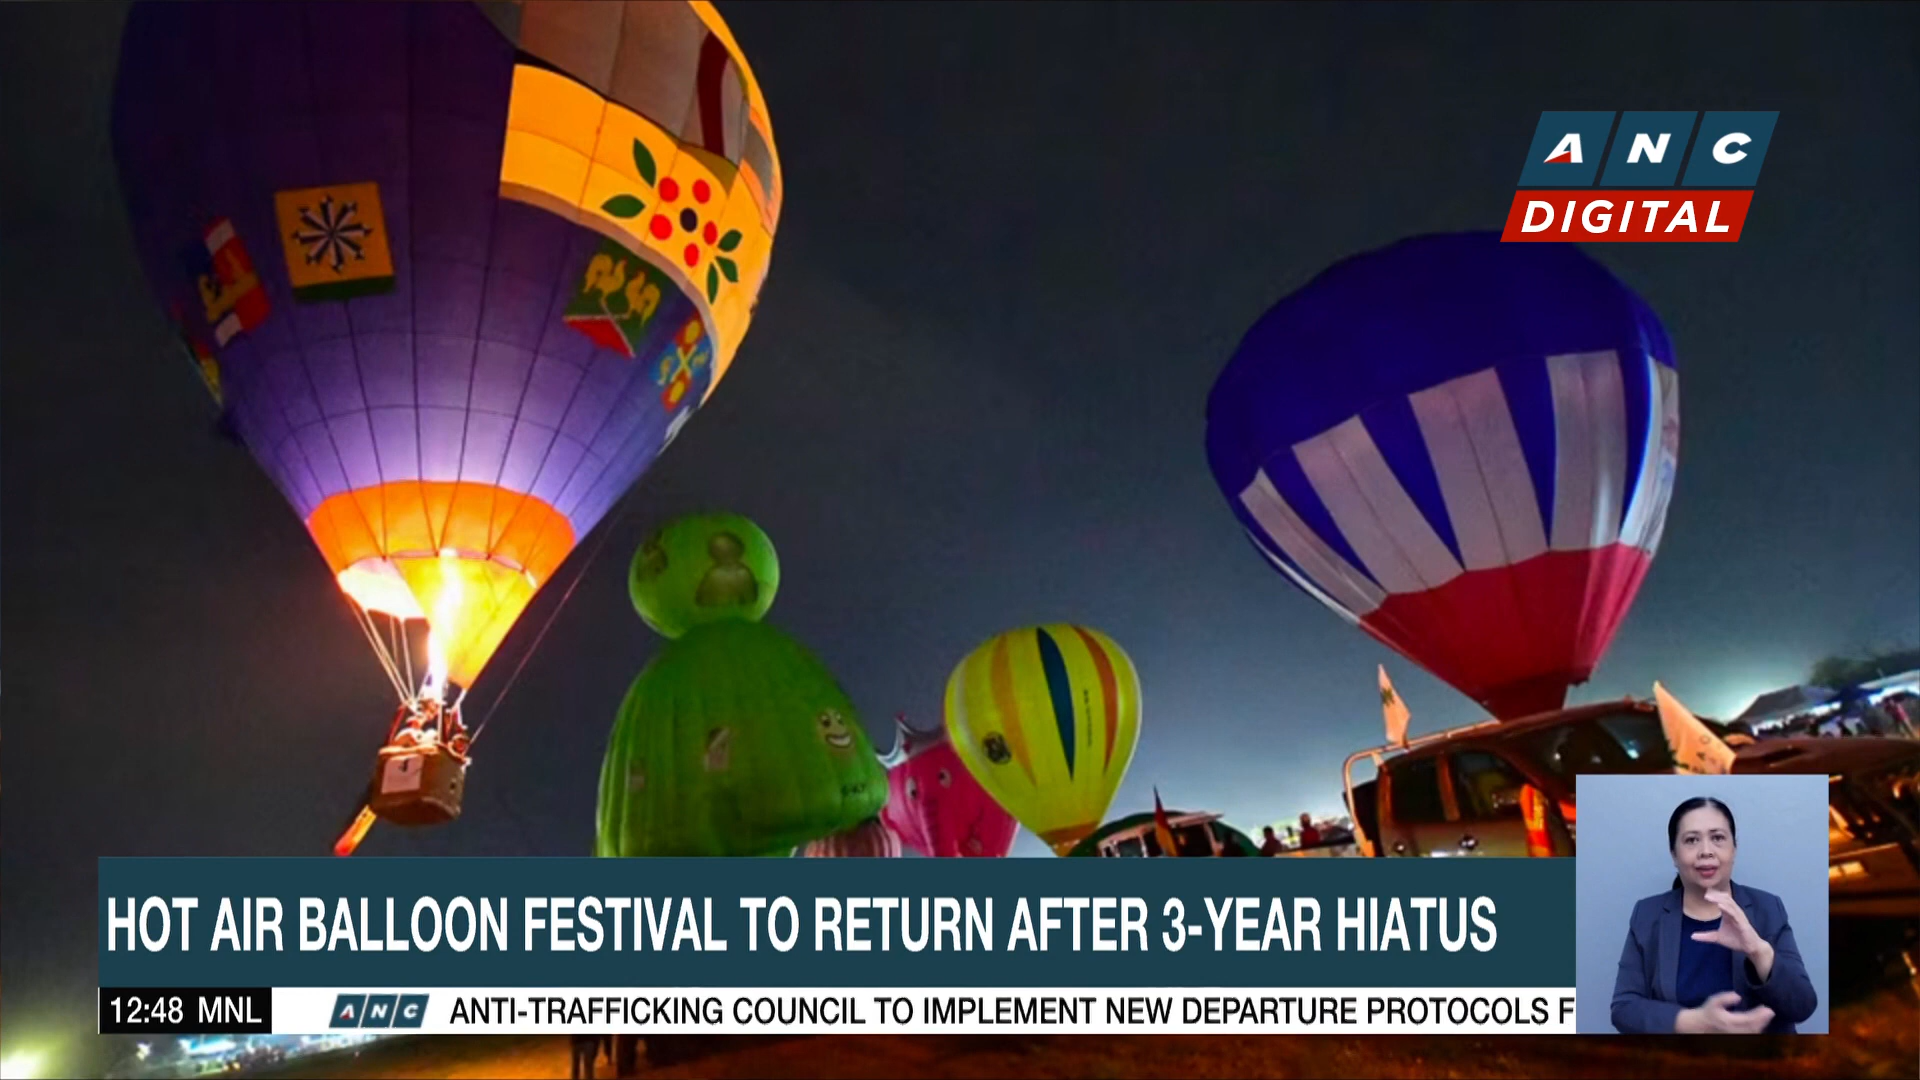 ANC
DIGITAL
4
HOT AIR BALLOON FESTIVAL TO RETURN AFTER 3-YEAR HIATUS
12:48 MNL
ANC
ANTI-TRAFFICKING COUNCIL TO IMPLEMENT NEW DEPARTURE PROTOCOLS F